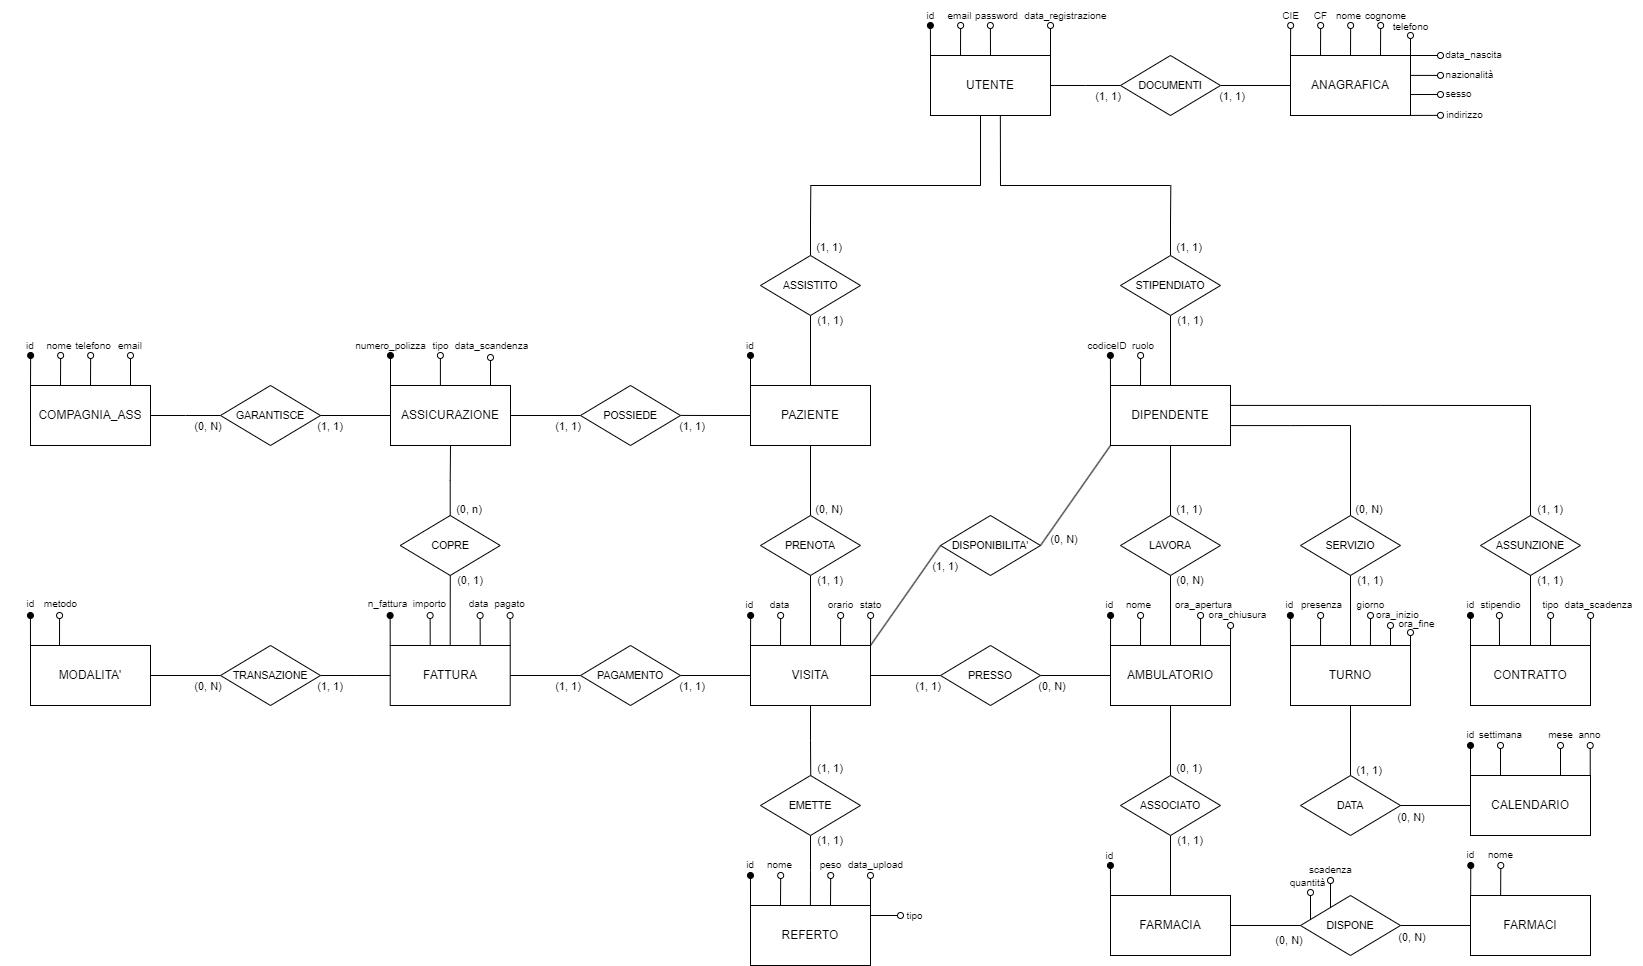 id email password data_registrazione
CIE CF nome cognome
telefono
data_nascita
nazionalità
sesso
indirizzo
UTENTE
(1, 1)
DOCUMENTI
(1, 1)
ANAGRAFICA
(1, 1)
ASSISTITO
(1, 1)
(1, 1)
STIPENDIATO
(1, 1)
id nome telefono email
COMPAGNIA_ASS
(0, N)
GARANTISCE
(1, 1)
numero_polizza tipo data_scandenza
ASSICURAZIONE
(1, 1)
POSSIEDE
(1, 1)
id
PAZIENTE
codiceID ruolo
DIPENDENTE
(0, n)
COPRE
(0, 1)
(0, N)
PRENOTA
(1, 1)
(1, 1)
DISPONIBILITA'
(0, N)
(1, 1)
LAVORA
(0, N)
(0, N)
SERVIZIO
(1, 1)
(1, 1)
ASSUNZIONE
(1, 1)
id metodo
MODALITA'
(0, N)
TRANSAZIONE
(1, 1)
n_fattura importo data pagato
FATTURA
(1, 1)
PAGAMENTO
(1, 1)
id data orario stato
VISITA
(1, 1)
PRESSO
(0, N)
id nome ora_apertura
ora_chiusura
AMBULATORIO
id presenza giorno
ora_inizio
ora_fine
TURNO
id stipendio tipo data_scadenza
CONTRATTO
(1, 1)
EMETTE
(1, 1)
(0, 1)
ASSOCIATO
(1, 1)
(1, 1)
DATA
(0, N)
id settimana mese anno
CALENDARIO
id nome peso data_upload
tipo
REFERTO
id
FARMACIA
(0, N)
scadenza
quantità
DISPONE
(0, N)
id nome
FARMACI